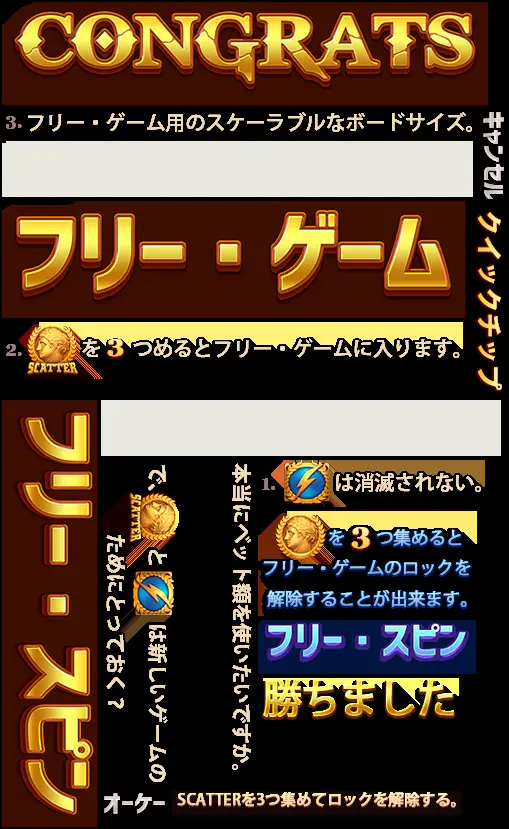 CONGRATS
3. フリー・ゲーム用のスケーラブルなボードサイズ。
キャンセル
フリー・ゲーム
クイックチップ
2. SCATTER を 3 つめるとフリー・ゲームに入ります。
フリー・スピン
で、SCATTER と は新しいゲームの
ためにとっておく？
本当にベット額を使いたいですか。
1. は消滅されない。
を 3 つ集めると
フリー・ゲームのロックを
解除することが出来ます。
フリー・スピン
勝ちました
オーケー
SCATTERを3つ集めてロックを解除する。